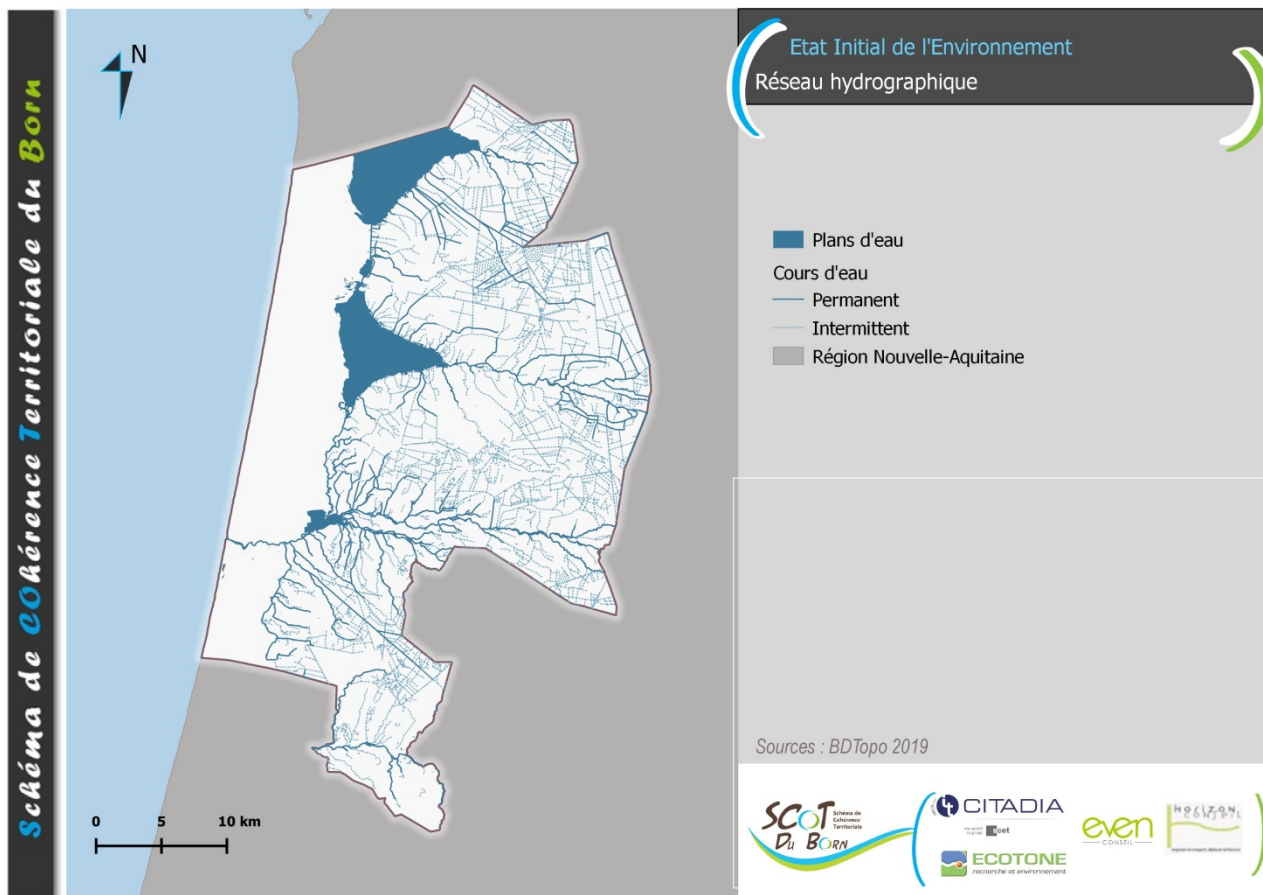 Schéma de COhérence Territoriale du Born
N
0 5 10 km
Etat Initial de l'Environnement
Réseau hydrographique
Plans d'eau
Cours d'eau
Permanent
Intermittent
Région Nouvelle-Aquitaine
Sources : BDTopo 2019
SCOT
DU BORN
Schéma de
Cohérence
Territoriale
CITADIA
scet
ECOTONE
recherche et environnement
even
CONSEIL
horizon
conseil